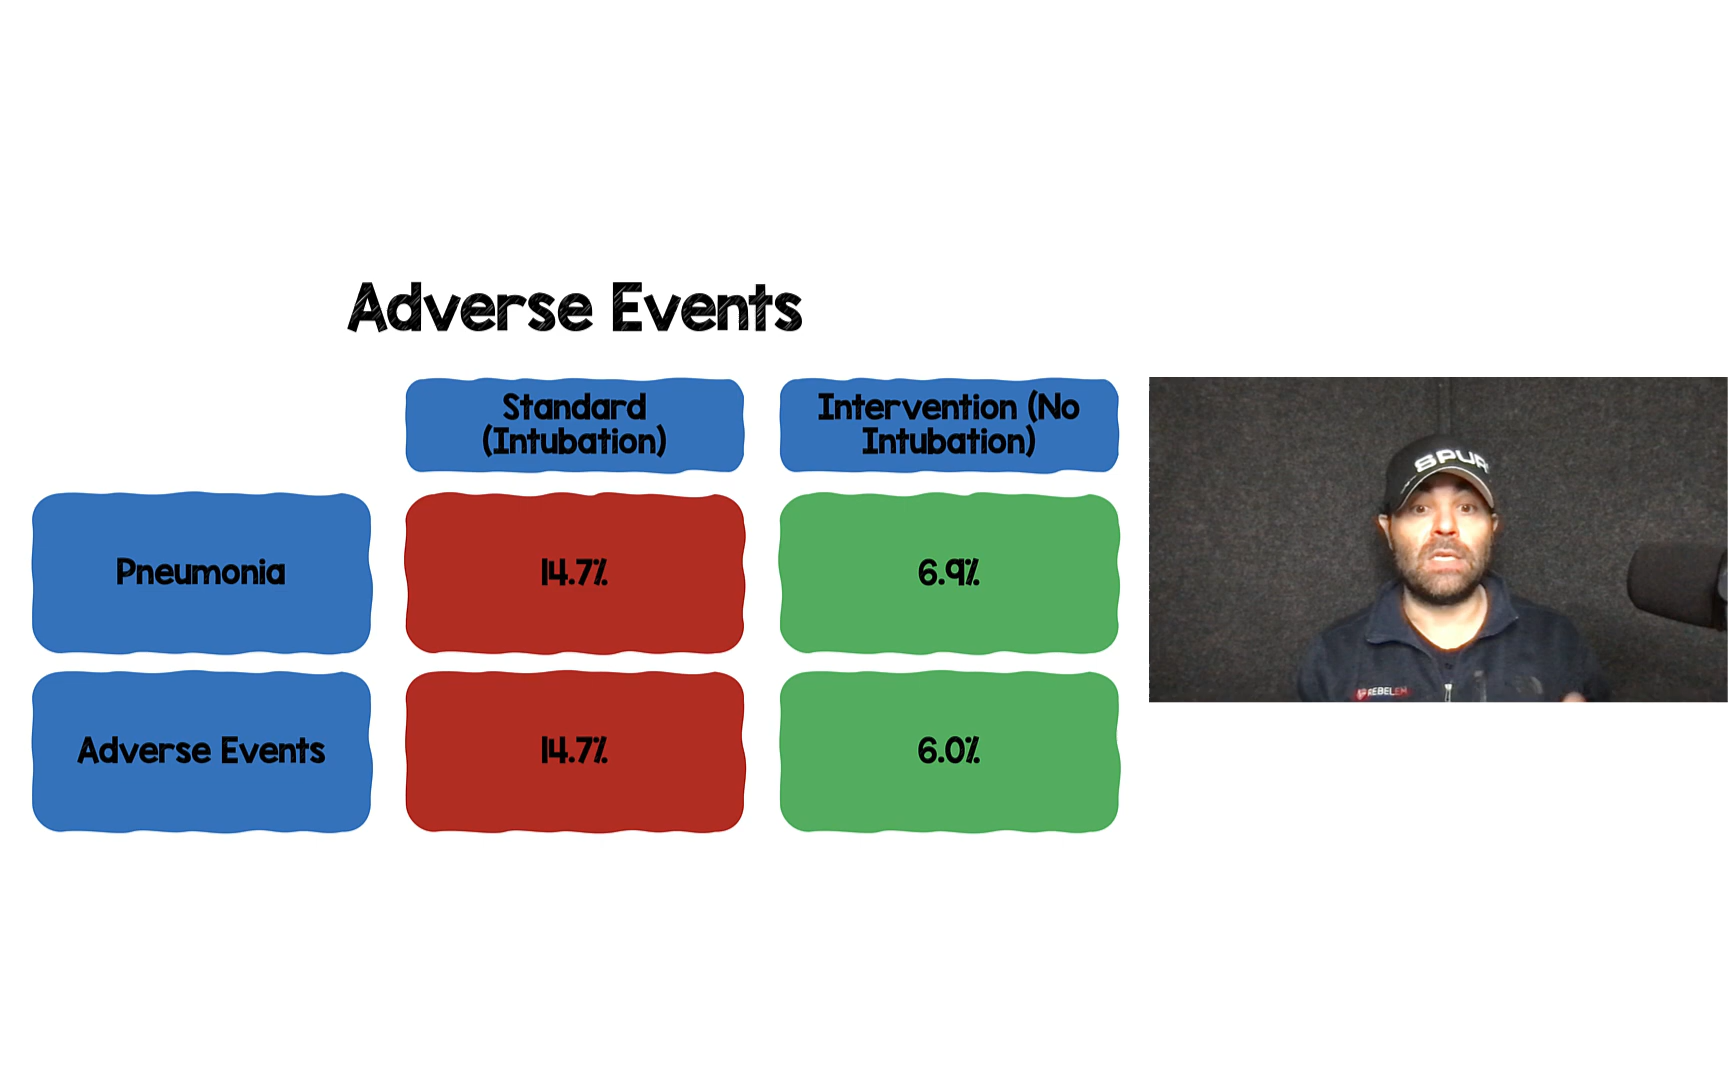 Adverse Events
Standard
(Intubation)
Intervention (No
Intubation)
Pneumonia
14.7%
6.9%
Adverse Events
14.7%
6.0%
SPUR
REBELEM